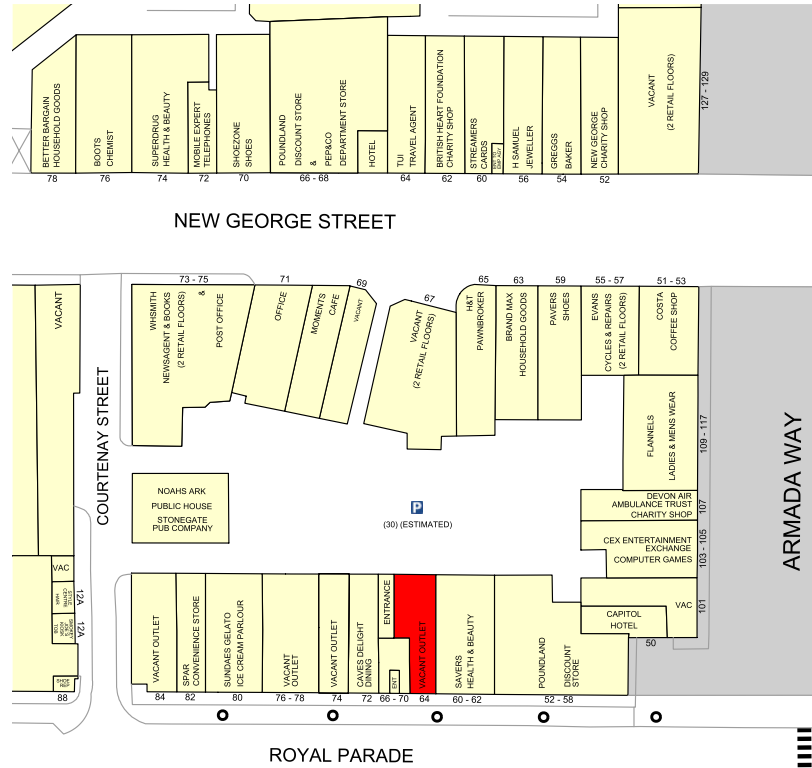 BETTER BARGAIN
HOUSEHOLD GOODS
BOOTS
CHEMIST
SUPERDRUG
HEALTH & BEAUTY
MOBILE EXPERT
TELEPHONES
SHOEZONE
SHOES
POUNDLAND
DISCOUNT STORE
&
PEP&CO
DEPARTMENT STORE
HOTEL
TUI
TRAVEL AGENT
BRITISH HEART FOUNDATION
CHARITY SHOP
STREAMERS
CARDS
H SAMUEL
JEWELLER
GREGGS
BAKER
NEW GEORGE
CHARITY SHOP
VACANT
(2 RETAIL FLOORS)
127 - 129
78
76
74
72
70
66 - 68
64
62
60
56
54
52
NEW GEORGE STREET
73 - 75
71
69
67
65
63
59
55 - 57
51 - 53
VACANT
WHSMITH
NEWSAGENT & BOOKS
(2 RETAIL FLOORS)
&
POST OFFICE
OFFICE
MOMENTS
CAFE
VACANT
VACANT
(2 RETAIL FLOORS)
H&T
PAWNBROKER
BRAND MAX
HOUSEHOLD GOODS
PAVERS
SHOES
EVANS
CYCLES & REPAIRS
(2 RETAIL FLOORS)
COSTA
COFFEE SHOP
COURTENAY STREET
FLANNELS
LADIES & MENS WEAR
109 - 117
ARMADA WAY
NOAHS ARK
PUBLIC HOUSE
STONEGATE
PUB COMPANY
P
(30) (ESTIMATED)
DEVON AIR
AMBULANCE TRUST
CHARITY SHOP
107
CEX ENTERTAINMENT
EXCHANGE
COMPUTER GAMES
103 - 105
VAC
STYLE
CENTRE
HAIR
12A
SMOKEY
JOE'S
KIOSK
TOB
12A
SHOE
REP
88
VAC
101
CAPITOL
HOTEL
50
VACANT OUTLET
SPAR
CONVENIENCE STORE
SUNDAES GELATO
ICE CREAM PARLOUR
VACANT
OUTLET
VACANT OUTLET
CAVES DELIGHT
DINING
ENTRANCE
ENT
VACANT OUTLET
SAVERS
HEALTH & BEAUTY
POUNDLAND
DISCOUNT
STORE
84
82
80
76 - 78
74
72
66 - 70
64
60 - 62
52 - 58
ROYAL PARADE